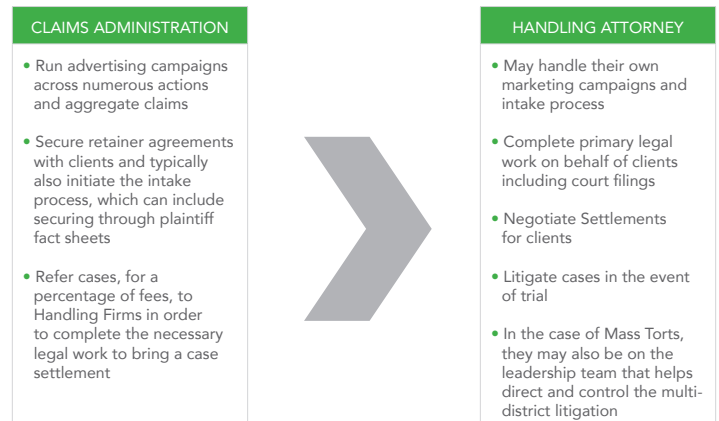 CLAIMS ADMINISTRATION
• Run advertising campaigns
across numerous actions
and aggregate claims
• Secure retainer agreements
with clients and typically
also initiate the intake
process, which can include
securing through plaintiff
fact sheets
• Refer cases, for a
percentage of fees, to
Handling Firms in order
to complete the necessary
legal work to bring a case
settlement
HANDLING ATTORNEY
• May handle their own
marketing campaigns and
intake process
• Complete primary legal
work on behalf of clients
including court filings
• Negotiate Settlements
for clients
• Litigate cases in the event
of trial
• In the case of Mass Torts,
they may also be on the
leadership team that helps
direct and control the multi-
district litigation